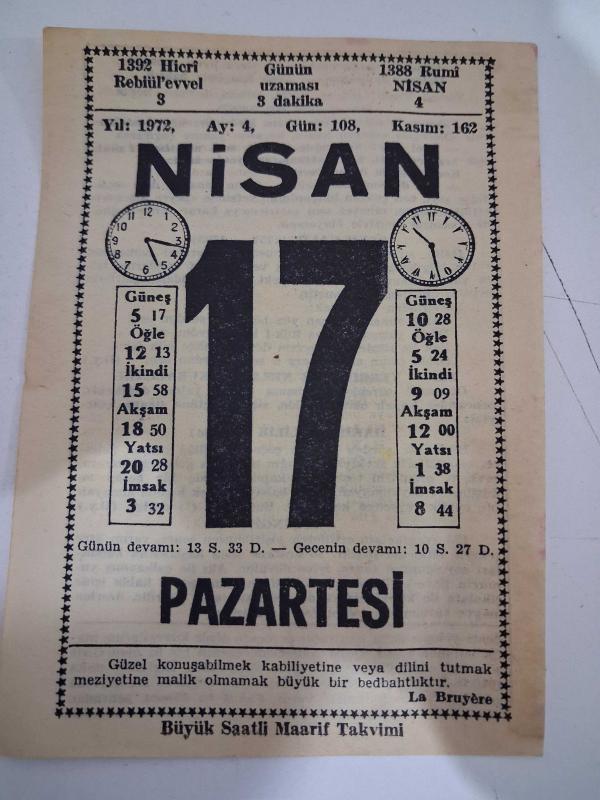 1392 Hicrî
Rebiül'evvel
3
Günün
uzaması
3 dakika
1388 Rumî
NİSAN
4
Yıl: 1972, Ay: 4, Gün: 108, Kasım: 162
NiSAN
17
Güneş
5 17
Öğle
12 13
İkindi
15 58
Akşam
18 50
Yatsı
20 28
İmsak
3 32
Güneş
10 28
Öğle
5 24
İkindi
9 09
Akşam
12 00
Yatsı
1 38
İmsak
8 44
Günün devamı: 13 S. 33 D. — Gecenin devamı: 10 S. 27 D.
PAZARTESİ
Güzel konuşabilmek kabiliyetine veya dilini tutmak
meziyetine malik olmamak büyük bir bedbahtlıktır.
La Bruyère
Büyük Saatli Maarif Takvimi